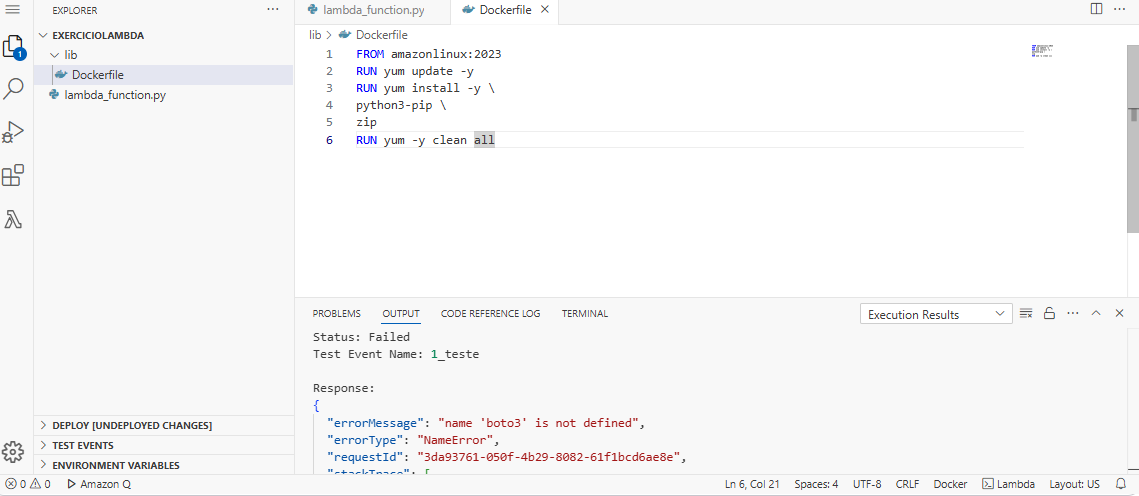 EXPLORER
···
EXERCICIOLAMBDA
lib
Dockerfile
lambda_function.py
DEPLOY [UNDEPLOYED CHANGES]
TEST EVENTS
ENVIRONMENT VARIABLES
1
lambda_function.py
Dockerfile
lib > Dockerfile
1 FROM amazonlinux:2023
2 RUN yum update -y
3 RUN yum install -y \
4 python3-pip \
5 zip
6 RUN yum -y clean all
PROBLEMS OUTPUT CODE REFERENCE LOG TERMINAL
Execution Results
Status: Failed
Test Event Name: 1_teste
Response:
{
"errorMessage": "name 'boto3' is not defined",
"errorType": "NameError",
"requestId": "3da93761-050f-4b29-8082-61f1bcd6ae8e",
"stackTrace": [
0 0 Amazon Q Ln 6, Col 21 Spaces: 4 UTF-8 CRLF Docker Lambda Layout: US